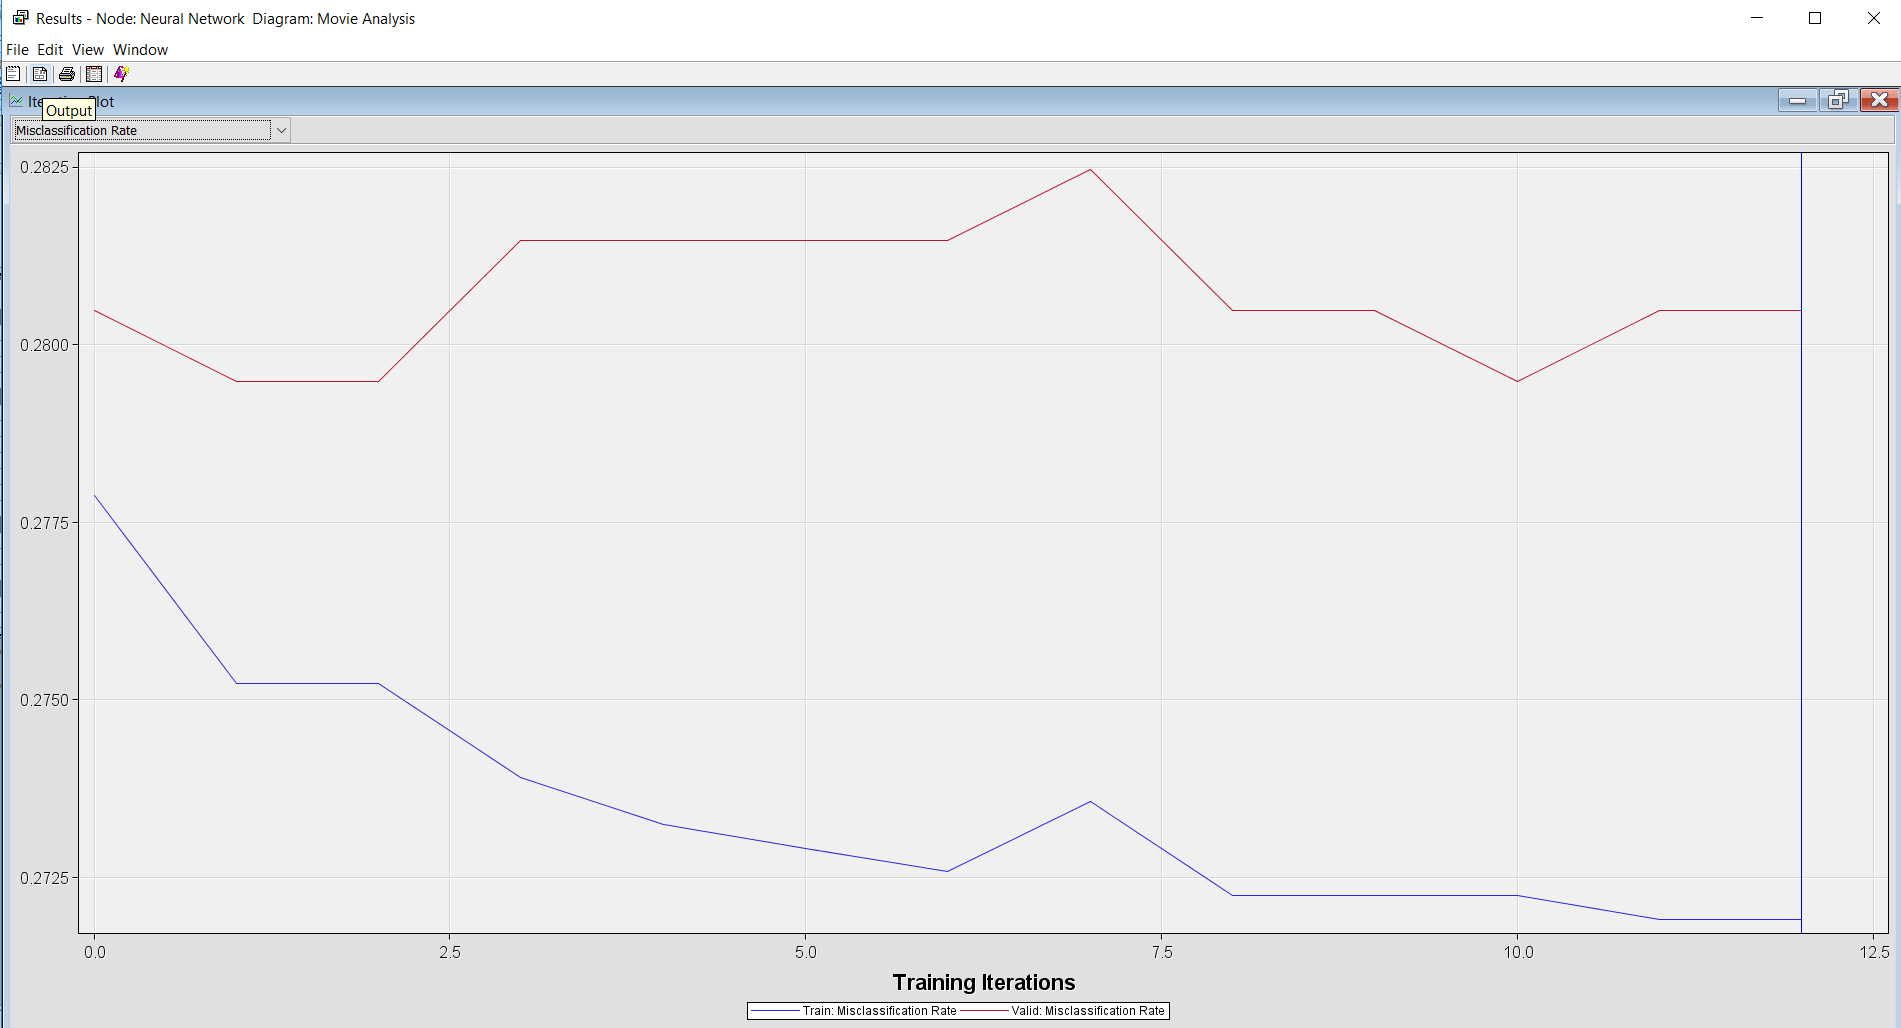 Results - Node: Neural Network Diagram: Movie Analysis
File Edit View Window
Plot
Output
Misclassification Rate
0.2825
0.2800
0.2775
0.2750
0.2725
0.0 2.5 5.0 7.5 10.0 12.5
Training Iterations
Train: Misclassification Rate Valid: Misclassification Rate